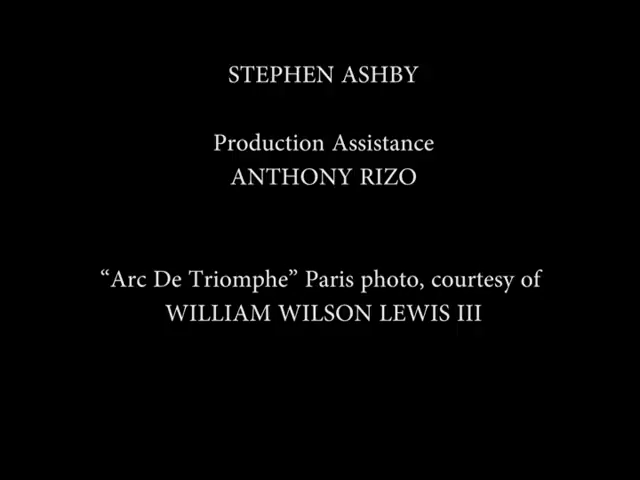 STEPHEN ASHBY
Production Assistance
ANTHONY RIZO
“Arc De Triomphe” Paris photo, courtesy of
WILLIAM WILSON LEWIS III